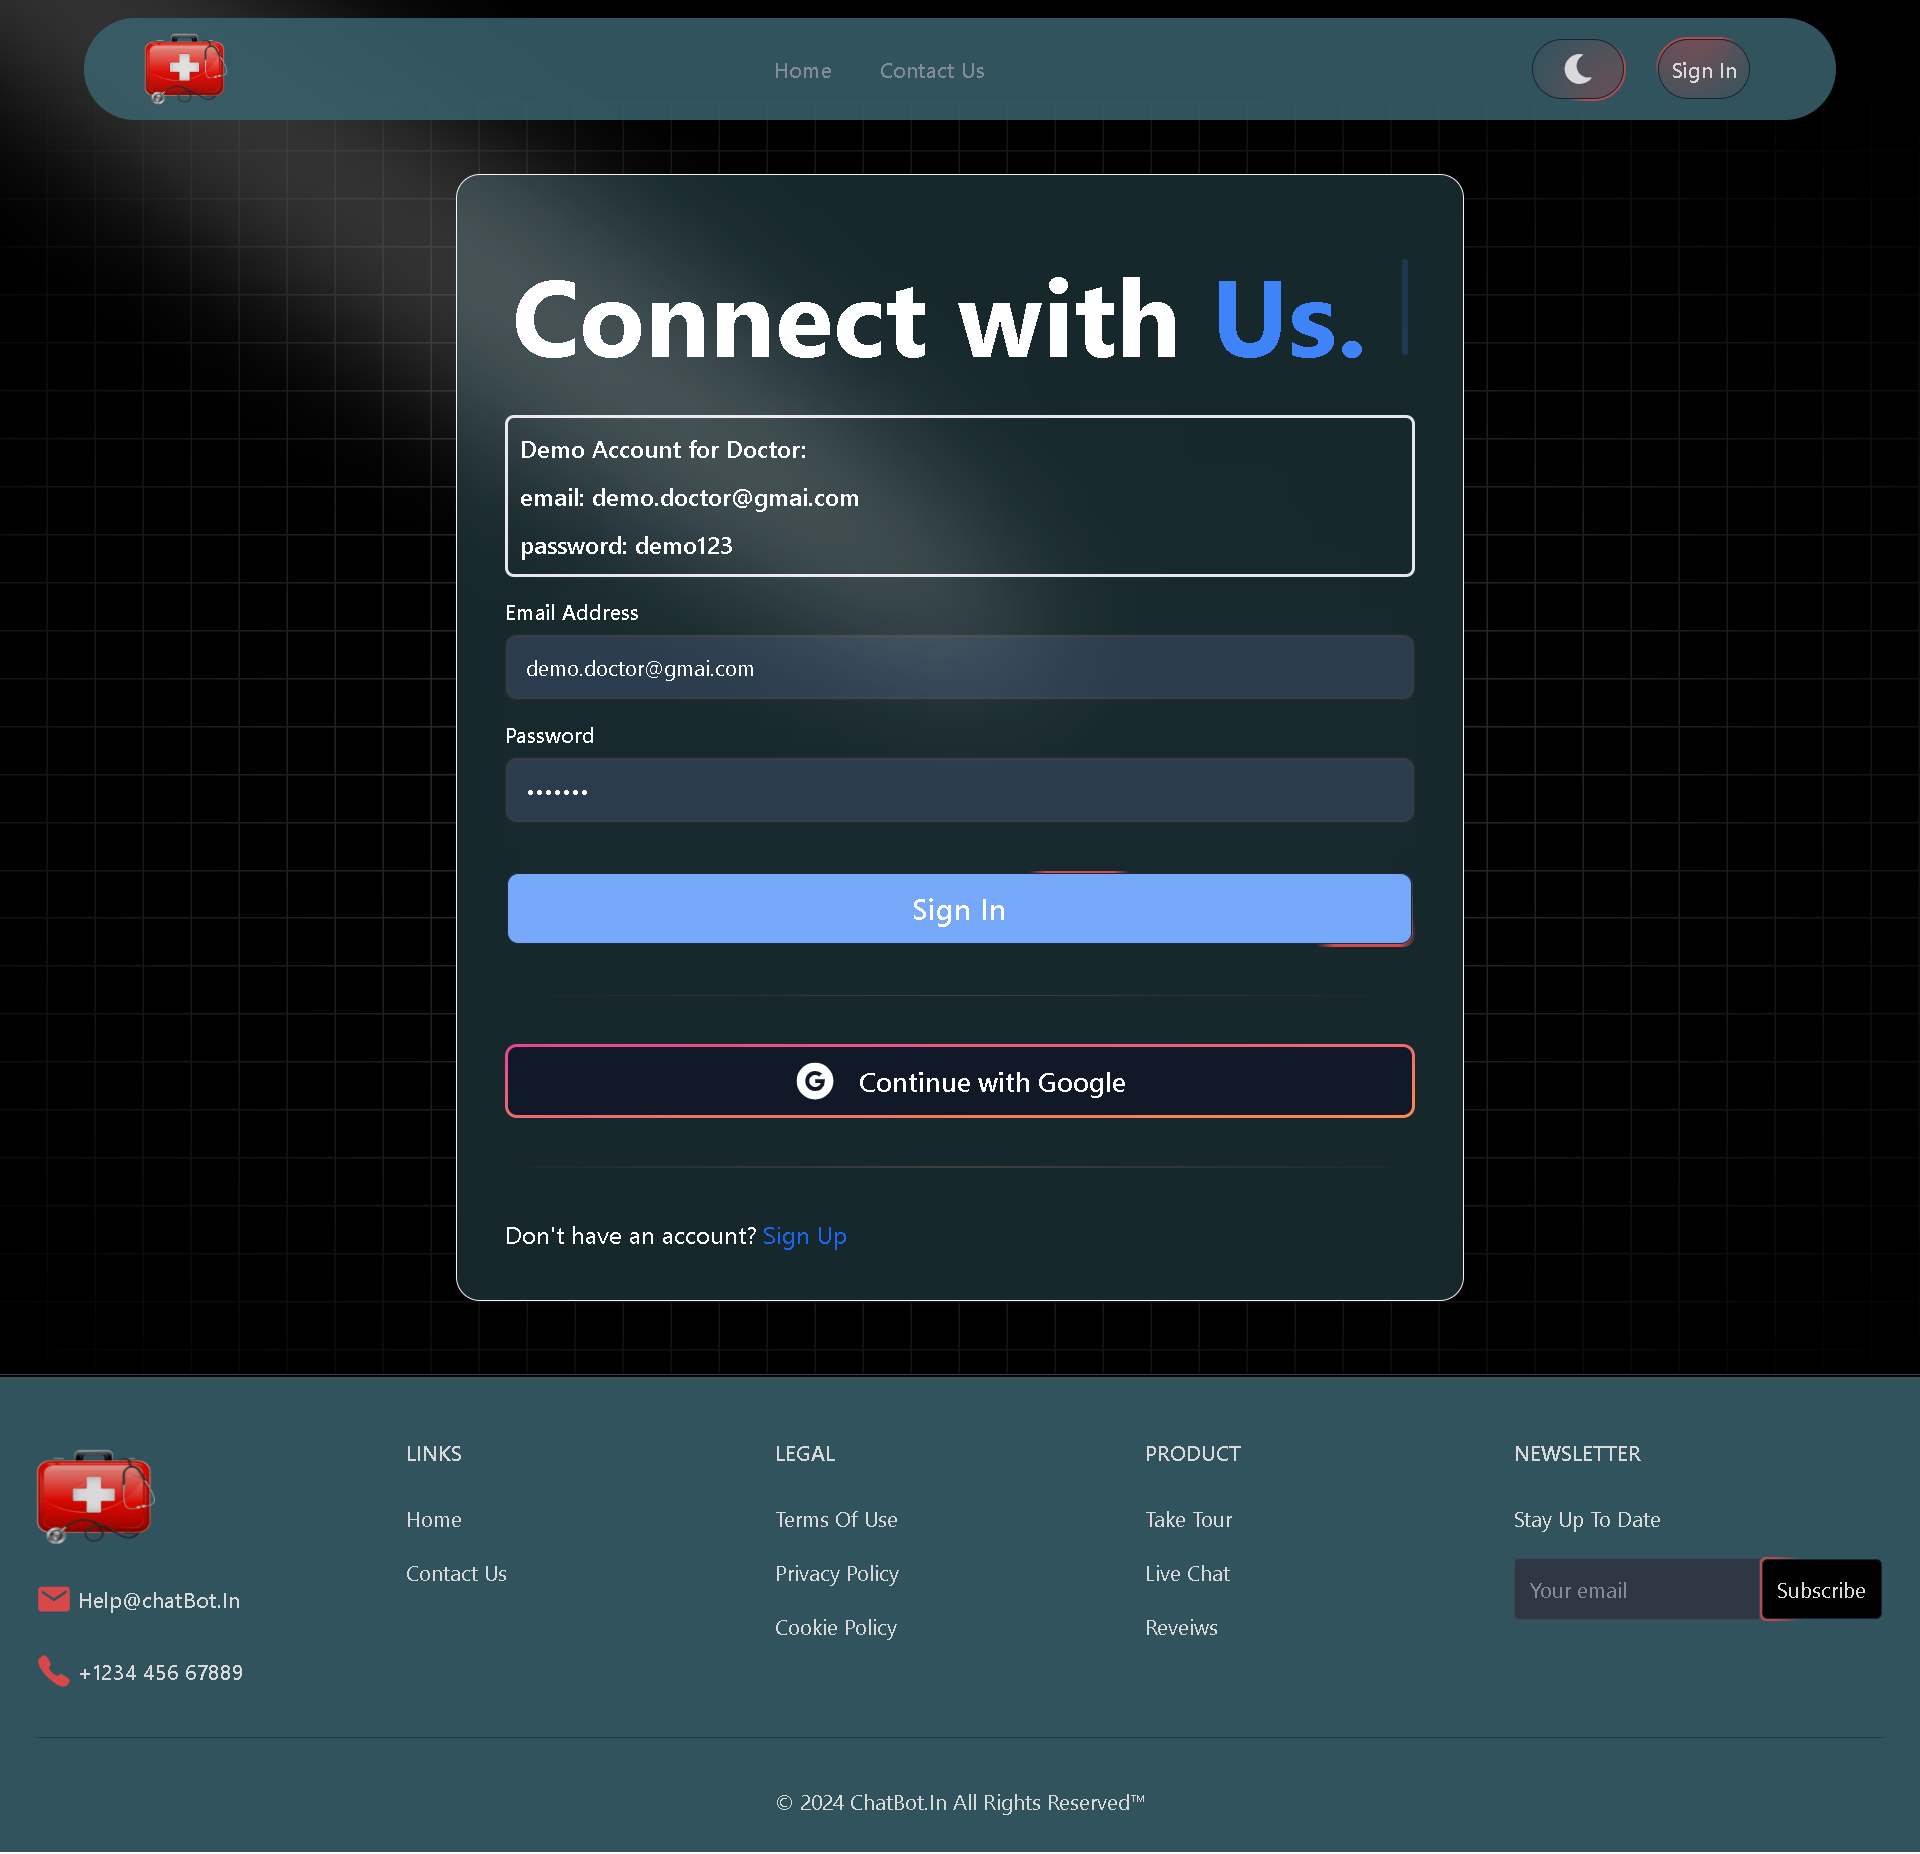 Home
Contact Us
Sign In
Connect with Us.
Demo Account for Doctor:
email: demo.doctor@gmai.com
password: demo123
Email Address
demo.doctor@gmai.com
Password
•••••••
Sign In
G Continue with Google
Don't have an account? Sign Up
Help@chatBot.In
+1234 456 67889
LINKS
Home
Contact Us
LEGAL
Terms Of Use
Privacy Policy
Cookie Policy
PRODUCT
Take Tour
Live Chat
Reveiws
NEWSLETTER
Stay Up To Date
Your email
Subscribe
© 2024 ChatBot.In All Rights Reserved™